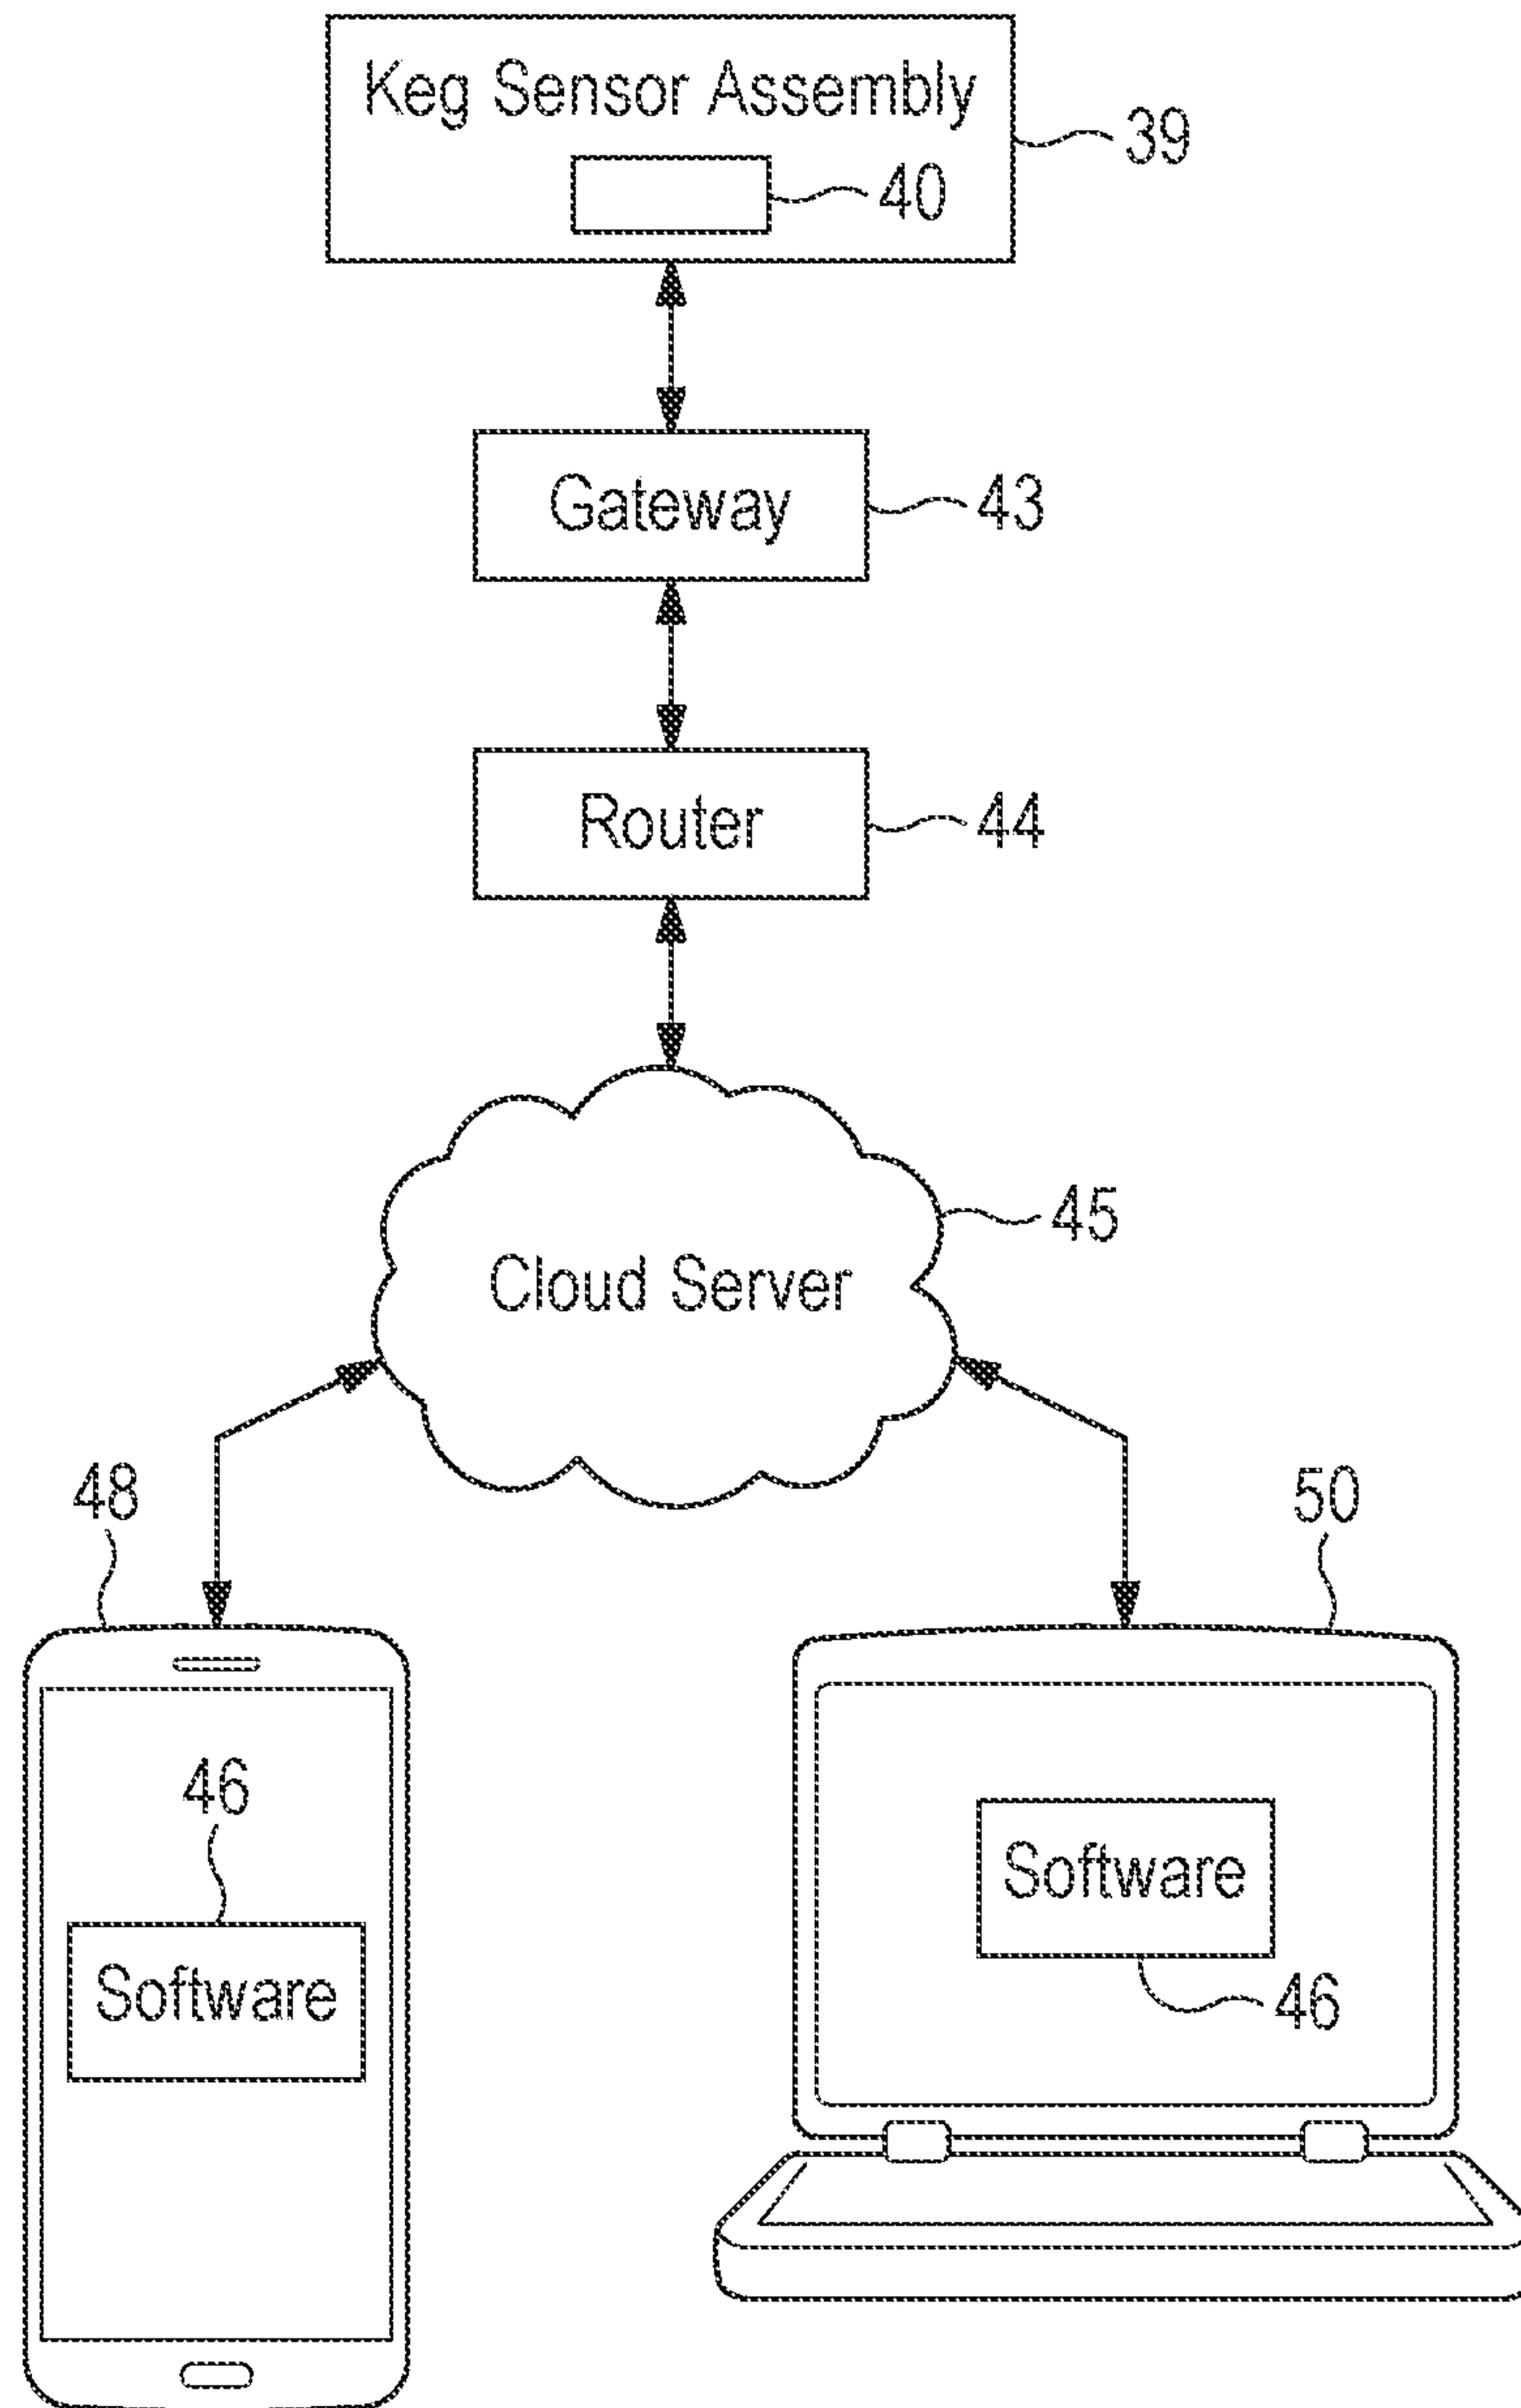 Keg Sensor Assembly
39
40
Gateway
43
Router
44
45
Cloud Server
48
50
46
Software
Software
46